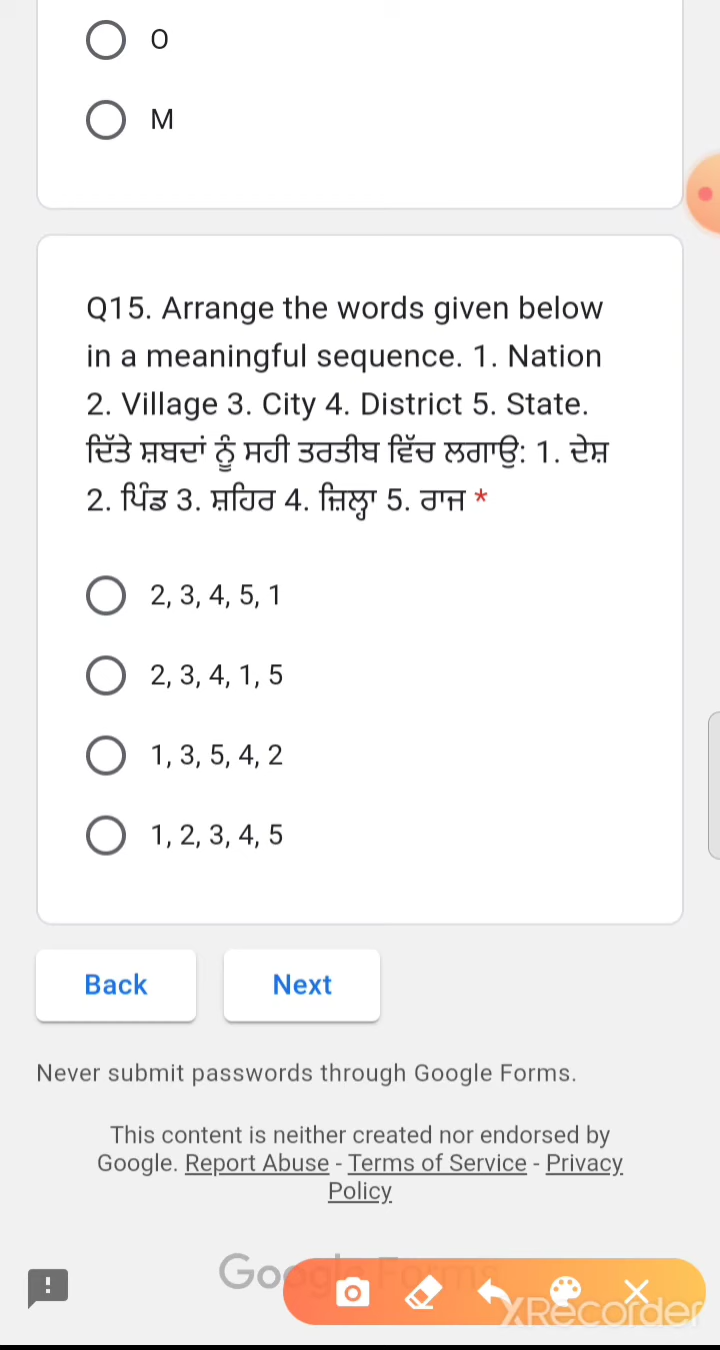 O
M
Q15. Arrange the words given below
in a meaningful sequence. 1. Nation
2. Village 3. City 4. District 5. State.
ਦਿੱਤੇ ਸ਼ਬਦਾਂ ਨੂੰ ਸਹੀ ਤਰਤੀਬ ਵਿੱਚ ਲਗਾਉ: 1. ਦੇਸ਼
2. ਪਿੰਡ 3. ਸ਼ਹਿਰ 4. ਜ਼ਿਲ੍ਹਾ 5. ਰਾਜ *
2, 3, 4, 5, 1
2, 3, 4, 1, 5
1, 3, 5, 4, 2
1, 2, 3, 4, 5
Back Next
Never submit passwords through Google Forms.
This content is neither created nor endorsed by
Google. Report Abuse - Terms of Service - Privacy
Policy
Google Forms
XRecorder